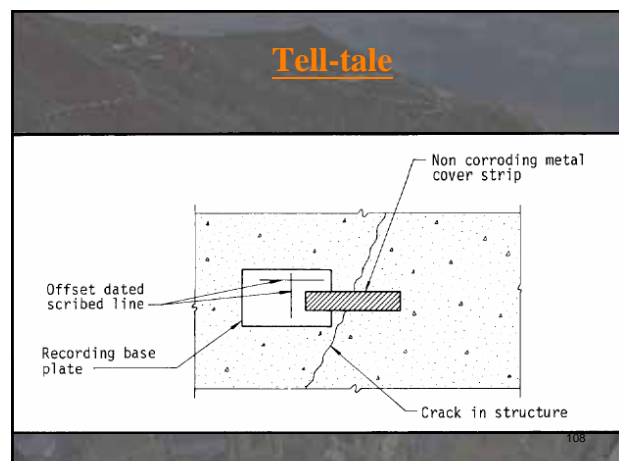 Tell-tale
Non corroding metal
cover strip
Offset dated
scribed line
Recording base
plate
Crack in structure
108